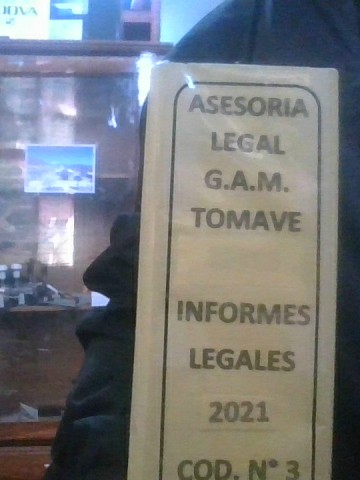 ASESORIA
LEGAL
G.A.M.
TOMAVE
INFORMES
LEGALES
2021
COD. N° 3